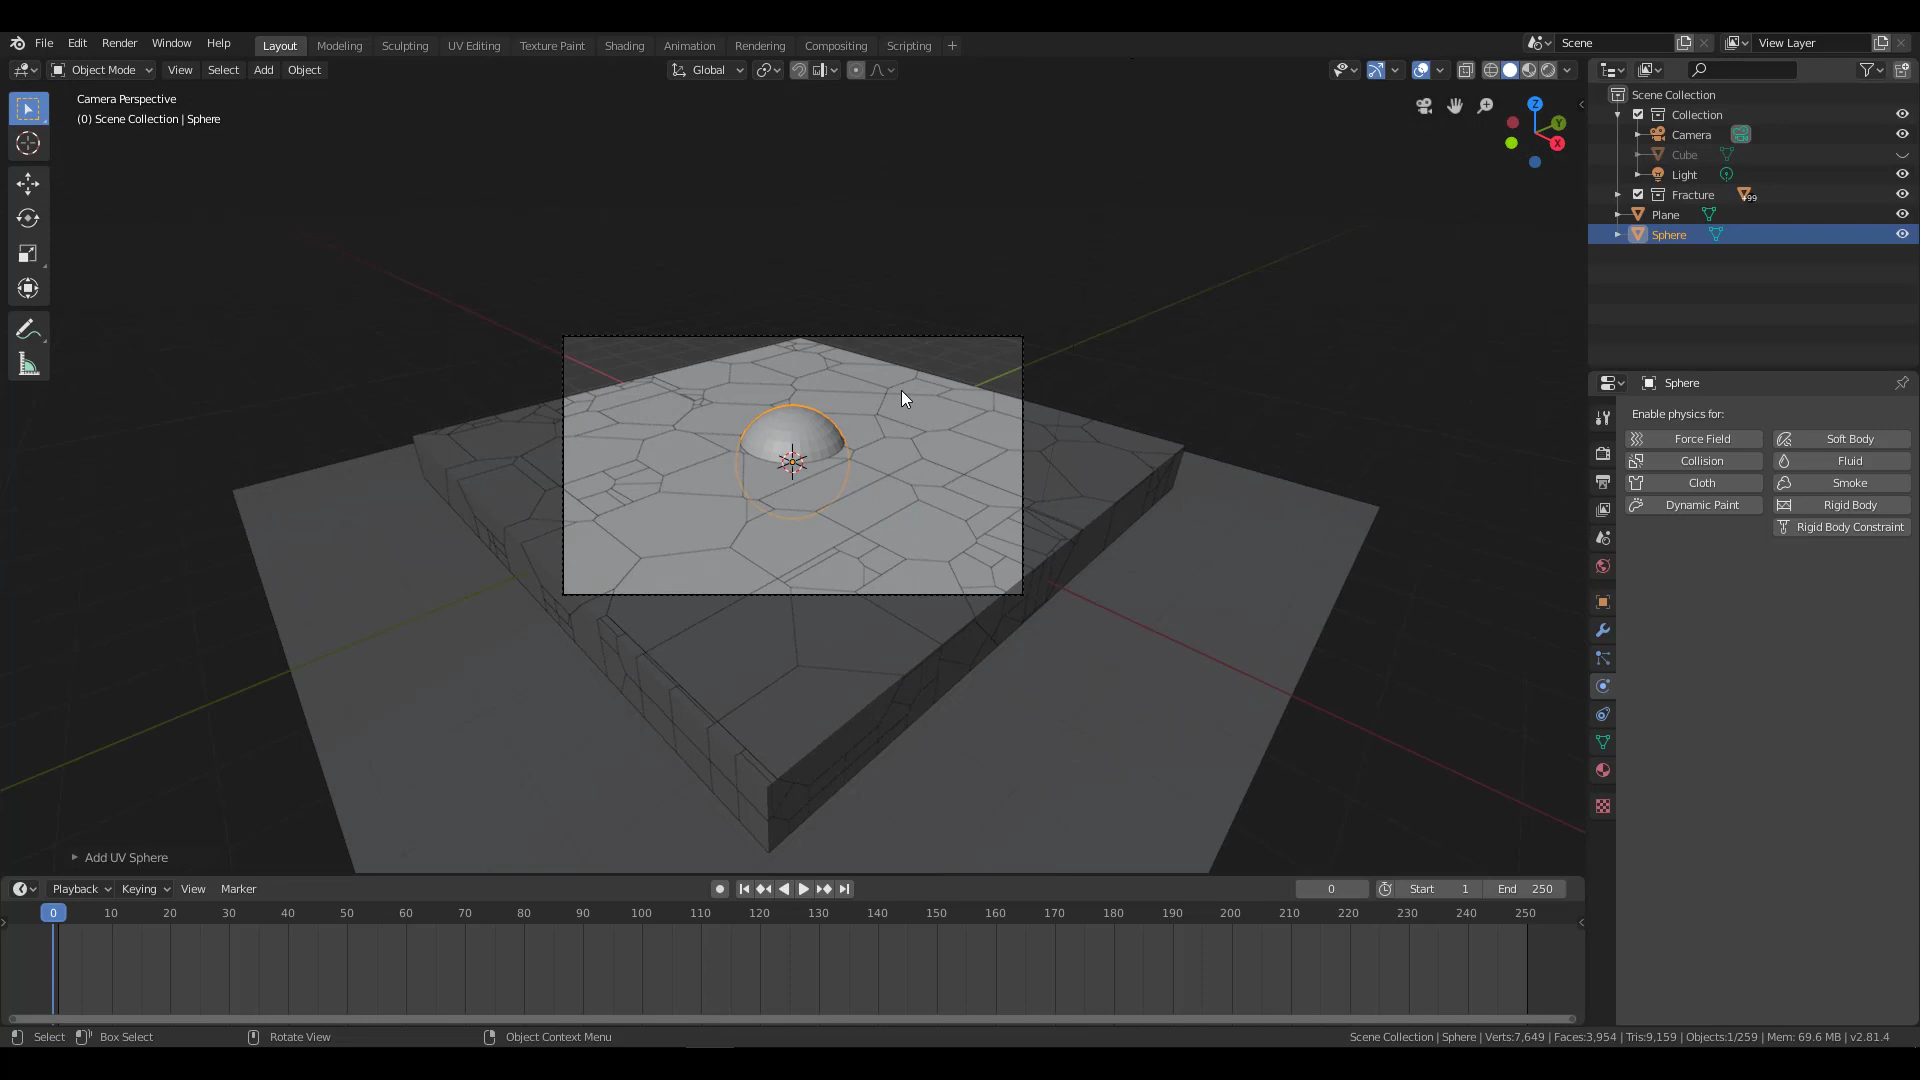 File Edit Render Window Help Layout Modeling Sculpting UV Editing Texture Paint Shading Animation Rendering Compositing Scripting + Scene View Layer
Object Mode View Select Add Object Global
Camera Perspective
(0) Scene Collection | Sphere
Z
Y
X
Scene Collection
Collection
Camera
Cube
Light
Fracture 99
Plane
Sphere
Sphere
Enable physics for:
Force Field Soft Body
Collision Fluid
Cloth Smoke
Dynamic Paint Rigid Body
Rigid Body Constraint
Add UV Sphere
Playback Keying View Marker 0 Start 1 End 250
0 10 20 30 40 50 60 70 80 90 100 110 120 130 140 150 160 170 180 190 200 210 220 230 240 250
Select Box Select Rotate View Object Context Menu Scene Collection | Sphere | Verts:7,649 | Faces:3,954 | Tris:9,159 | Objects:1/259 | Mem: 69.6 MB | v2.81.4